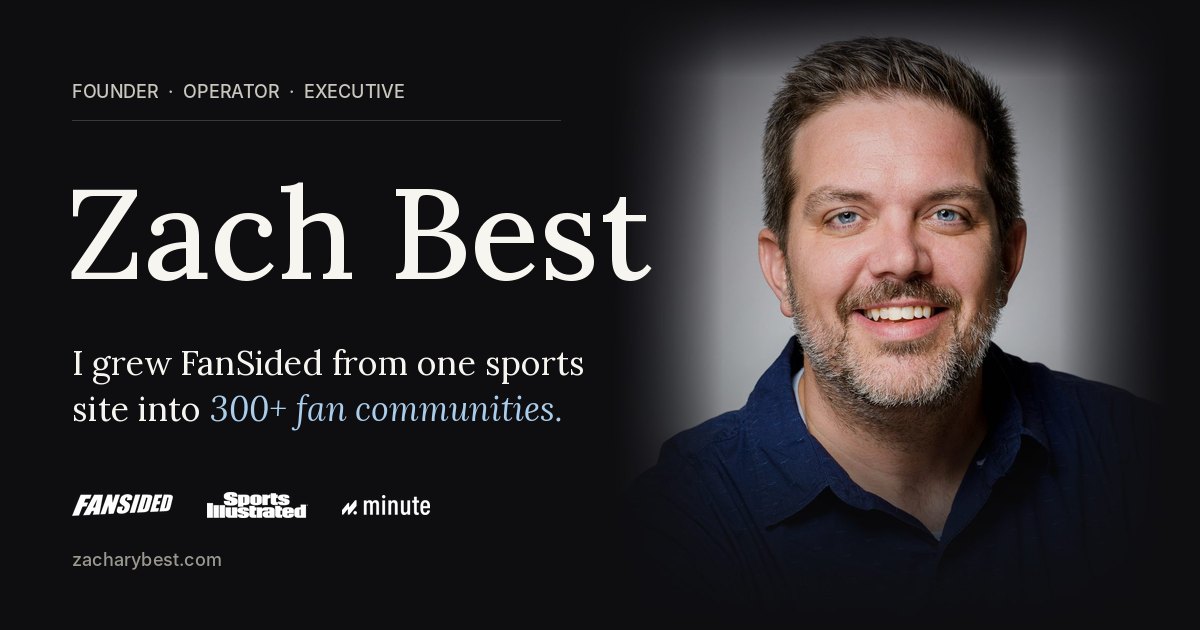 FOUNDER · OPERATOR · EXECUTIVE
Zach Best
I grew FanSided from one sports
site into 300+ fan communities.
FANSIDED Sports Illustrated minute
zacharybest.com